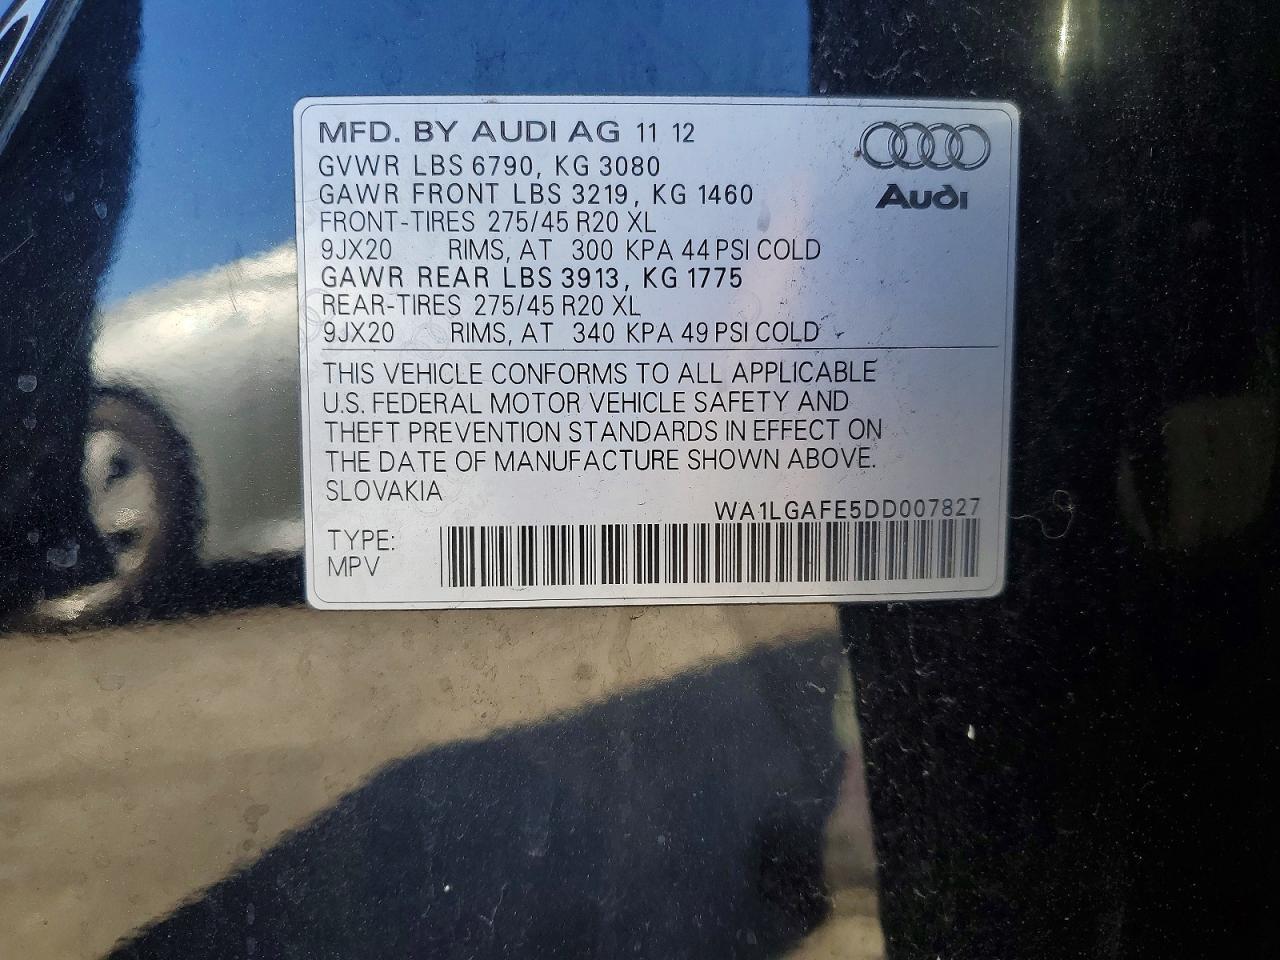 MFD. BY AUDI AG 11 12
GVWR LBS 6790, KG 3080
GAWR FRONT LBS 3219, KG 1460
Audi
FRONT-TIRES 275/45 R20 XL
9JX20 RIMS, AT 300 KPA 44 PSI COLD
GAWR REAR LBS 3913, KG 1775
REAR-TIRES 275/45 R20 XL
9JX20 RIMS, AT 340 KPA 49 PSI COLD
THIS VEHICLE CONFORMS TO ALL APPLICABLE
U.S. FEDERAL MOTOR VEHICLE SAFETY AND
THEFT PREVENTION STANDARDS IN EFFECT ON
THE DATE OF MANUFACTURE SHOWN ABOVE.
SLOVAKIA
WA1LGAFE5DD007827
TYPE:
MPV